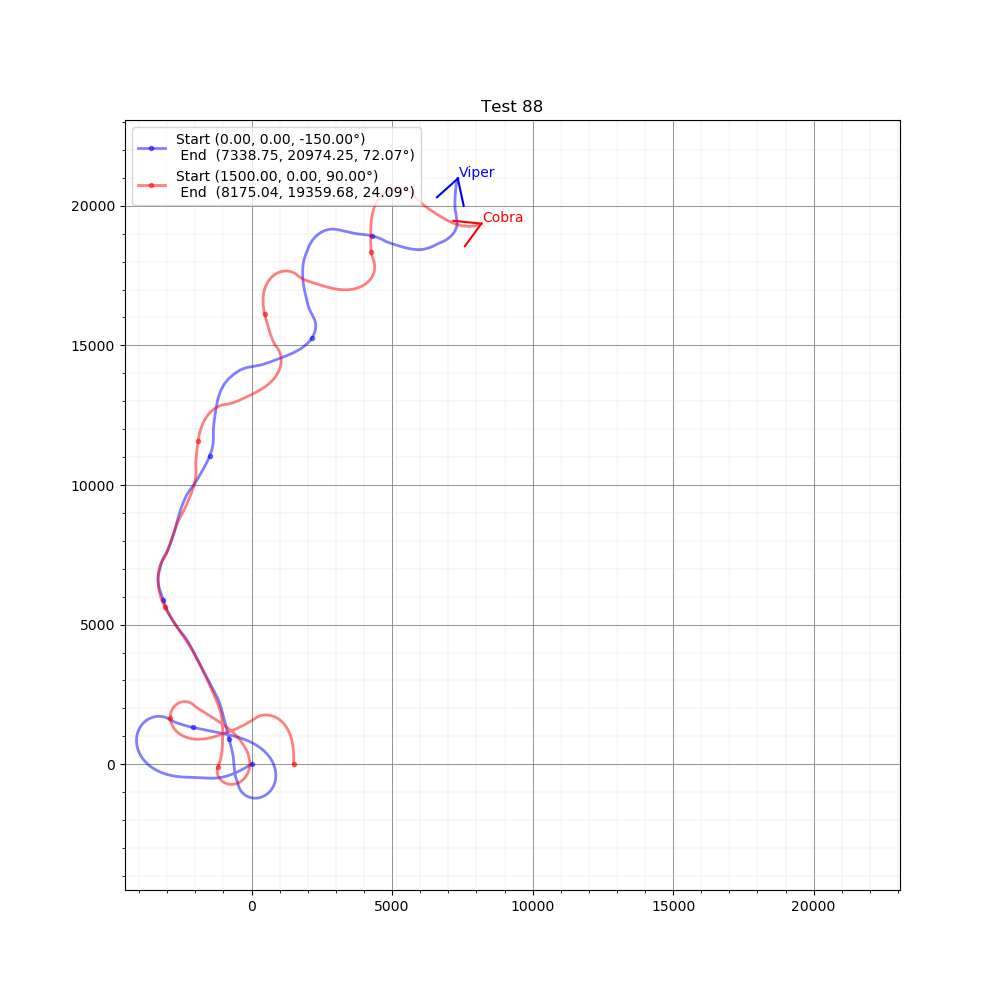 Test 88
Start (0.00, 0.00, -150.00°)
End (7338.75, 20974.25, 72.07°)
Start (1500.00, 0.00, 90.00°)
End (8175.04, 19359.68, 24.09°)
Viper
Cobra
20000
15000
10000
5000
0
0 5000 10000 15000 20000